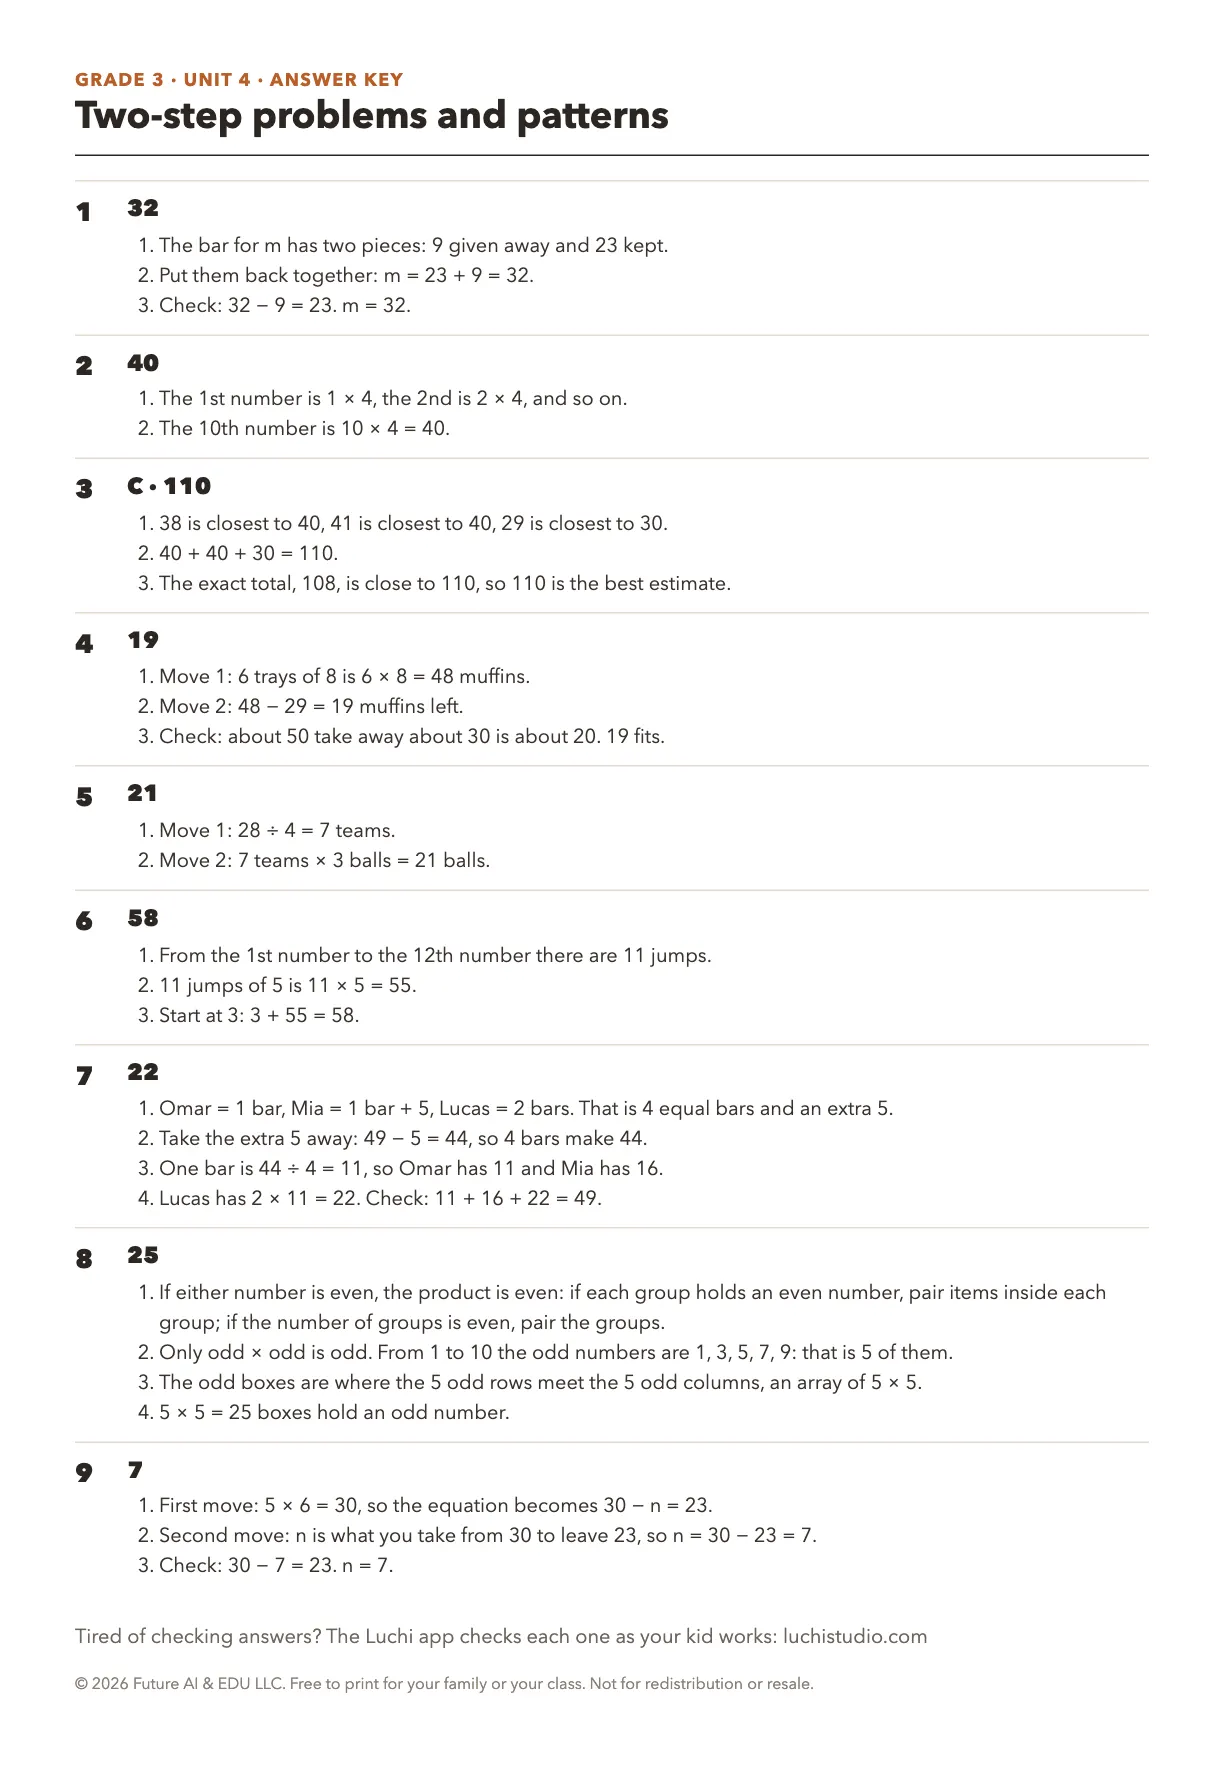 GRADE 3 · UNIT 4 · ANSWER KEY
Two-step problems and patterns
1 32
1. The bar for m has two pieces: 9 given away and 23 kept.
2. Put them back together: m = 23 + 9 = 32.
3. Check: 32 − 9 = 23. m = 32.
2 40
1. The 1st number is 1 × 4, the 2nd is 2 × 4, and so on.
2. The 10th number is 10 × 4 = 40.
3 C · 110
1. 38 is closest to 40, 41 is closest to 40, 29 is closest to 30.
2. 40 + 40 + 30 = 110.
3. The exact total, 108, is close to 110, so 110 is the best estimate.
4 19
1. Move 1: 6 trays of 8 is 6 × 8 = 48 muffins.
2. Move 2: 48 − 29 = 19 muffins left.
3. Check: about 50 take away about 30 is about 20. 19 fits.
5 21
1. Move 1: 28 ÷ 4 = 7 teams.
2. Move 2: 7 teams × 3 balls = 21 balls.
6 58
1. From the 1st number to the 12th number there are 11 jumps.
2. 11 jumps of 5 is 11 × 5 = 55.
3. Start at 3: 3 + 55 = 58.
7 22
1. Omar = 1 bar, Mia = 1 bar + 5, Lucas = 2 bars. That is 4 equal bars and an extra 5.
2. Take the extra 5 away: 49 − 5 = 44, so 4 bars make 44.
3. One bar is 44 ÷ 4 = 11, so Omar has 11 and Mia has 16.
4. Lucas has 2 × 11 = 22. Check: 11 + 16 + 22 = 49.
8 25
1. If either number is even, the product is even: if each group holds an even number, pair items inside each
group; if the number of groups is even, pair the groups.
2. Only odd × odd is odd. From 1 to 10 the odd numbers are 1, 3, 5, 7, 9: that is 5 of them.
3. The odd boxes are where the 5 odd rows meet the 5 odd columns, an array of 5 × 5.
4. 5 × 5 = 25 boxes hold an odd number.
9 7
1. First move: 5 × 6 = 30, so the equation becomes 30 − n = 23.
2. Second move: n is what you take from 30 to leave 23, so n = 30 − 23 = 7.
3. Check: 30 − 7 = 23. n = 7.
Tired of checking answers? The Luchi app checks each one as your kid works: luchistudio.com
© 2026 Future AI & EDU LLC. Free to print for your family or your class. Not for redistribution or resale.